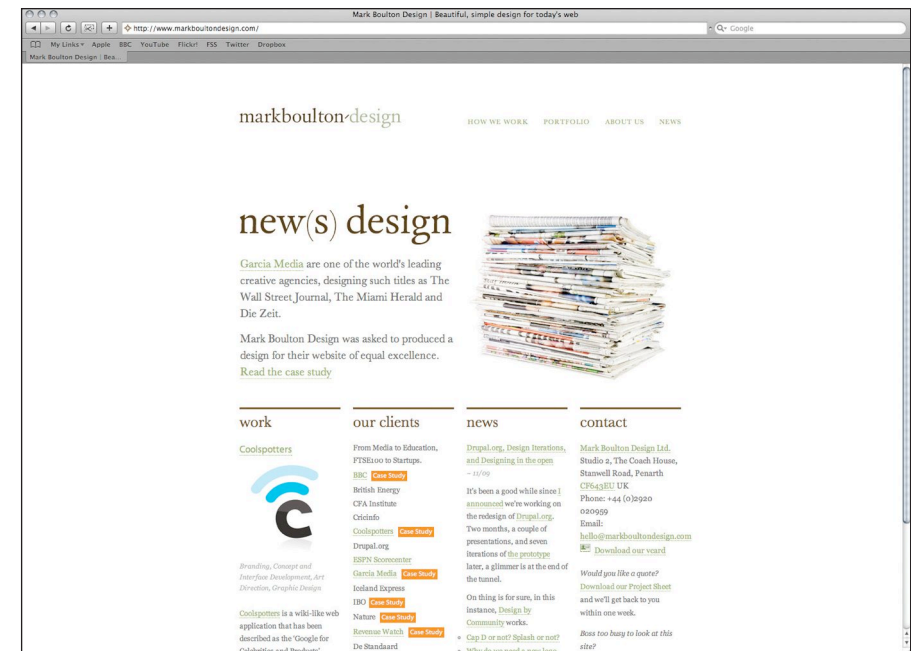 Mark Boulton Design | Beautiful, simple design for today's web
http://www.markboultondesign.com/
Google
My Links Apple BBC YouTube Flickr! FSS Twitter Dropbox
Mark Boulton Design | Bea...
markboulton-design
HOW WE WORK PORTFOLIO ABOUT US NEWS
new(s) design
Garcia Media are one of the world's leading
creative agencies, designing such titles as The
Wall Street Journal, The Miami Herald and
Die Zeit.
Mark Boulton Design was asked to produced a
design for their website of equal excellence.
Read the case study
work
Coolspotters
Branding, Concept and
Interface Development, Art
Direction, Graphic Design
Coolspotters is a wiki-like web
application that has been
described as the 'Google for
Celebrities and Products'
our clients
From Media to Education,
FTSE100 to Startups.
BBC Case Study
British Energy
CFA Institute
Cricinfo
Coolspotters Case Study
Drupal.org
ESPN Scorecenter
Garcia Media Case Study
Iceland Express
IBO Case Study
Nature Case Study
Revenue Watch Case Study
De Standaard
news
Drupal.org, Design Iterations,
and Designing in the open
– 11/09
It's been a good while since I
announced we're working on
the redesign of Drupal.org.
Two months, a couple of
presentations, and seven
iterations of the prototype
later, a glimmer is at the end of
the tunnel.
On thing is for sure, in this
instance, Design by
Community works.
Cap D or not? Splash or not?
Why do we need a new logo
contact
Mark Boulton Design Ltd.
Studio 2, The Coach House,
Stanwell Road, Penarth
CF643EU UK
Phone: +44 (0)2920
020959
Email:
hello@markboultondesign.com
Download our vcard
Would you like a quote?
Download our Project Sheet
and we'll get back to you
within one week.
Boss too busy to look at this
site?